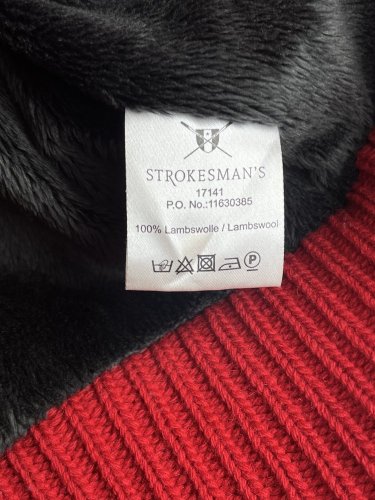 STROKESMAN'S
17141
P.O. No.:11630385
100% Lambswolle / Lambswool
P